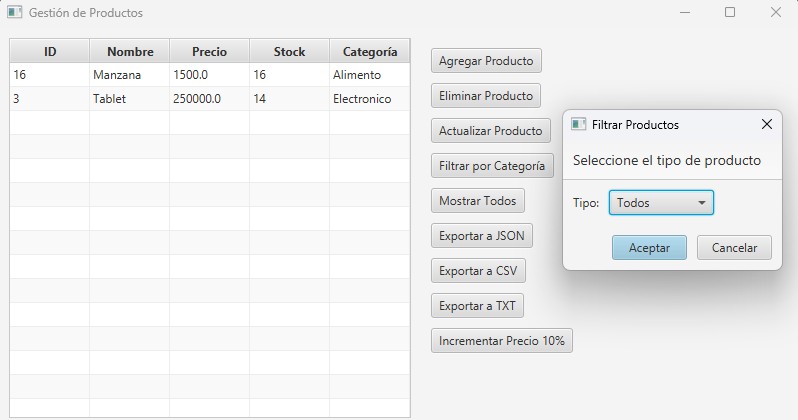 Gestión de Productos
ID Nombre Precio Stock Categoría
16 Manzana 1500.0 16 Alimento
3 Tablet 250000.0 14 Electronico
Agregar Producto
Eliminar Producto
Actualizar Producto
Filtrar por Categoría
Mostrar Todos
Exportar a JSON
Exportar a CSV
Exportar a TXT
Incrementar Precio 10%
Filtrar Productos
Seleccione el tipo de producto
Tipo: Todos
Aceptar Cancelar